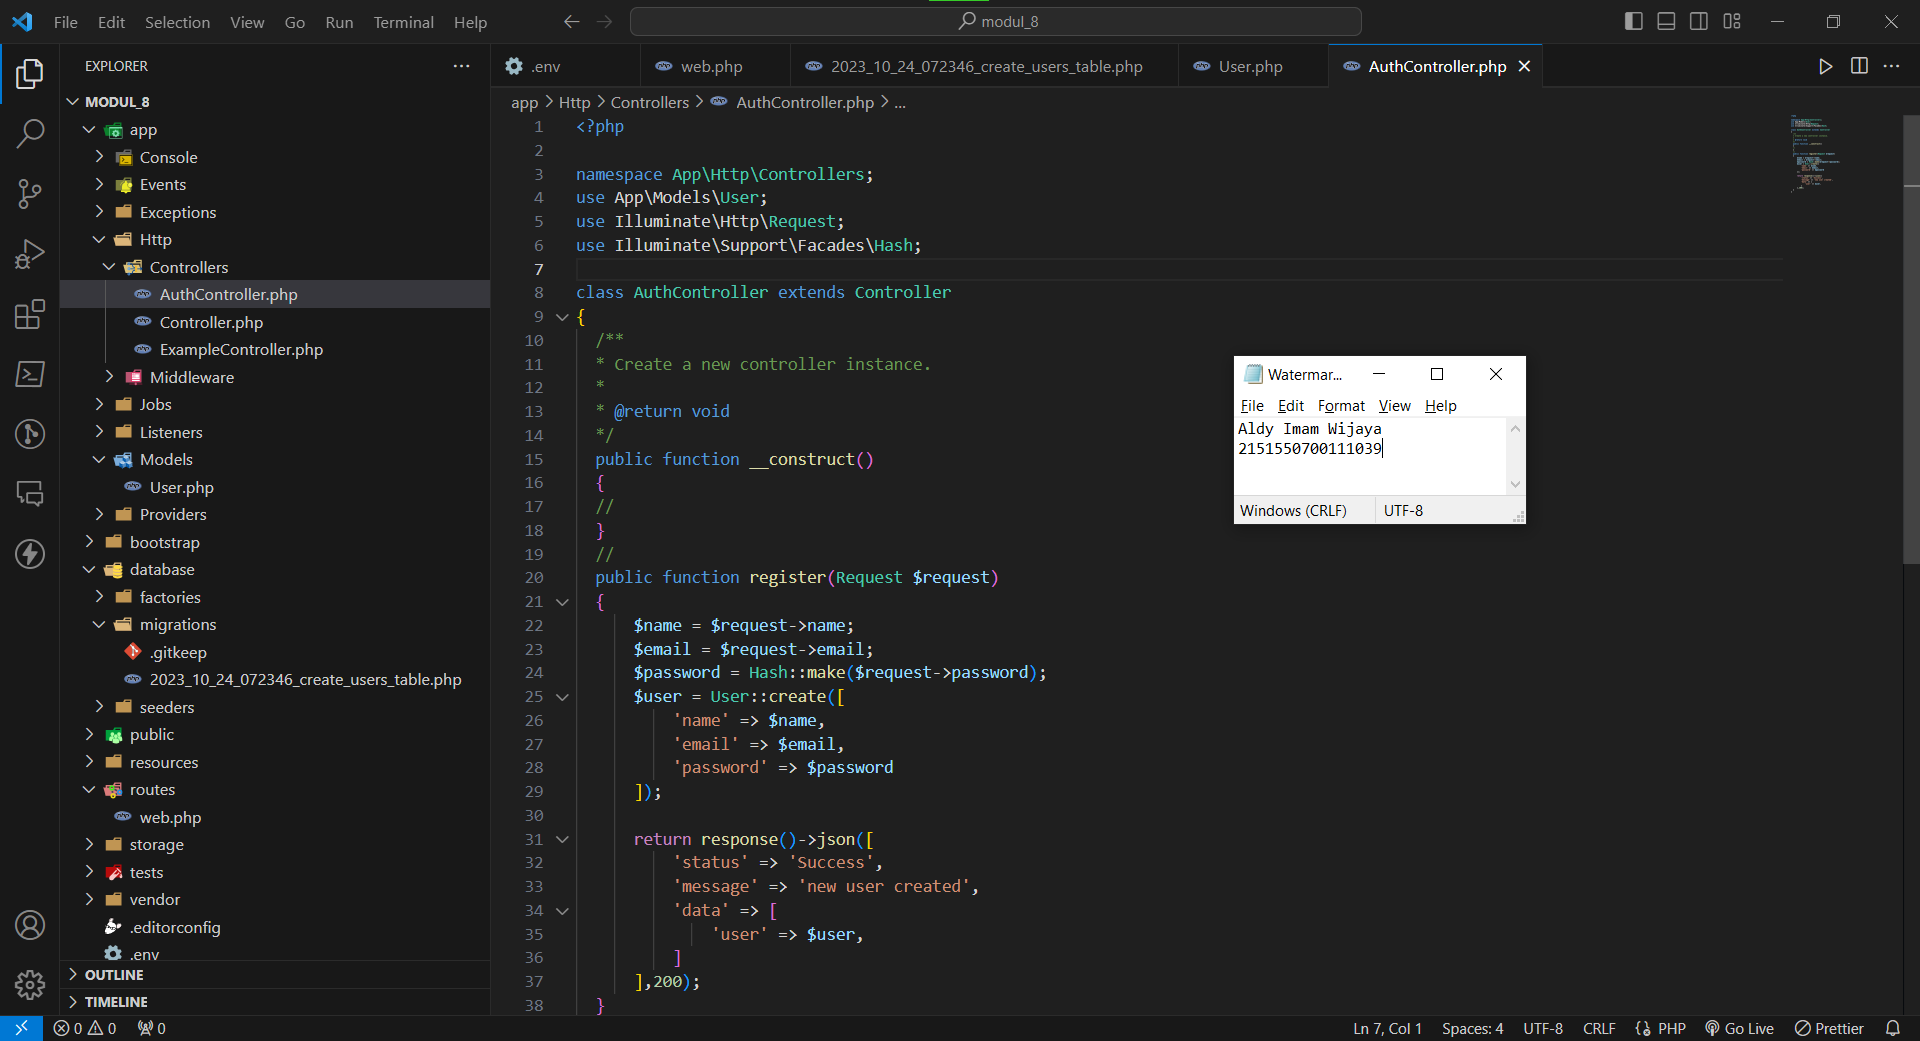 File Edit Selection View Go Run Terminal Help
modul_8
EXPLORER
MODUL_8
app
Console
Events
Exceptions
Http
Controllers
AuthController.php
Controller.php
ExampleController.php
Middleware
Jobs
Listeners
Models
User.php
Providers
bootstrap
database
factories
migrations
.gitkeep
2023_10_24_072346_create_users_table.php
seeders
public
resources
routes
web.php
storage
tests
vendor
.editorconfig
.env
OUTLINE
TIMELINE
.env web.php 2023_10_24_072346_create_users_table.php User.php AuthController.php
app > Http > Controllers > AuthController.php > ...
1 <?php
2
3 namespace App\Http\Controllers;
4 use App\Models\User;
5 use Illuminate\Http\Request;
6 use Illuminate\Support\Facades\Hash;
7
8 class AuthController extends Controller
9 {
10 /**
11 * Create a new controller instance.
12 *
13 * @return void
14 */
15 public function __construct()
16 {
17 //
18 }
19 //
20 public function register(Request $request)
21 {
22 $name = $request->name;
23 $email = $request->email;
24 $password = Hash::make($request->password);
25 $user = User::create([
26 'name' => $name,
27 'email' => $email,
28 'password' => $password
29 ]);
30
31 return response()->json([
32 'status' => 'Success',
33 'message' => 'new user created',
34 'data' => [
35 'user' => $user,
36 ]
37 ],200);
38 }
Watermar...
File Edit Format View Help
Aldy Imam Wijaya
2151550700111039
Windows (CRLF) UTF-8
0 0 0
Ln 7, Col 1 Spaces: 4 UTF-8 CRLF PHP Go Live Prettier